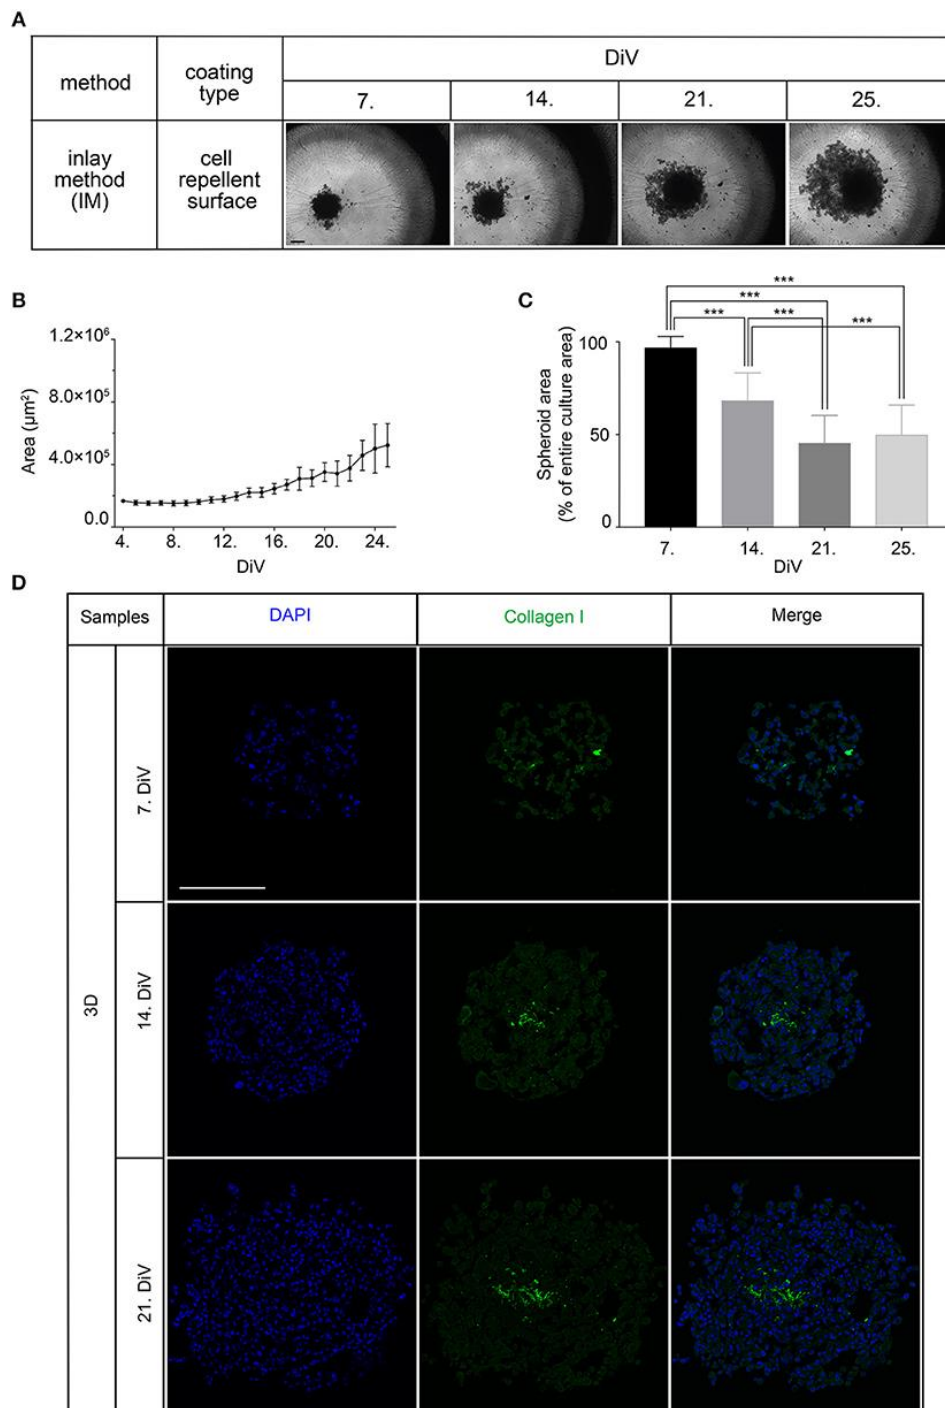 A
method
coating
type
DiV
7.
14.
21.
25.
inlay
method
(IM)
cell
repellent
surface
B
1.2×10⁶
8.0×10⁵
4.0×10⁵
0.0
Area (µm²)
4.
8.
12.
16.
20.
24.
DiV
C
***
***
***
***
***
100
50
0
Spheroid area
(% of entire culture area)
7.
14.
21.
25.
DiV
D
Samples
DAPI
Collagen I
Merge
3D
7. DiV
14. DiV
21. DiV